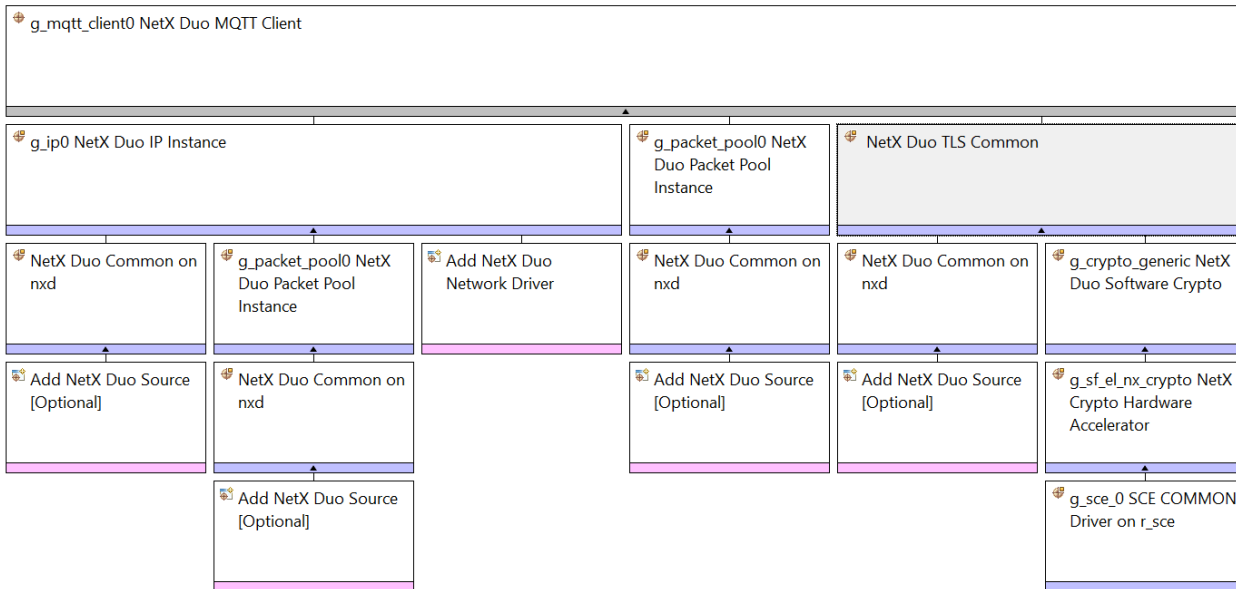 g_mqtt_client0 NetX Duo MQTT Client
g_ip0 NetX Duo IP Instance
g_packet_pool0 NetX
Duo Packet Pool
Instance
NetX Duo TLS Common
NetX Duo Common on
nxd
g_packet_pool0 NetX
Duo Packet Pool
Instance
Add NetX Duo
Network Driver
NetX Duo Common on
nxd
NetX Duo Common on
nxd
g_crypto_generic NetX
Duo Software Crypto
Add NetX Duo Source
[Optional]
NetX Duo Common on
nxd
Add NetX Duo Source
[Optional]
Add NetX Duo Source
[Optional]
g_sf_el_nx_crypto NetX
Crypto Hardware
Accelerator
Add NetX Duo Source
[Optional]
g_sce_0 SCE COMMON
Driver on r_sce